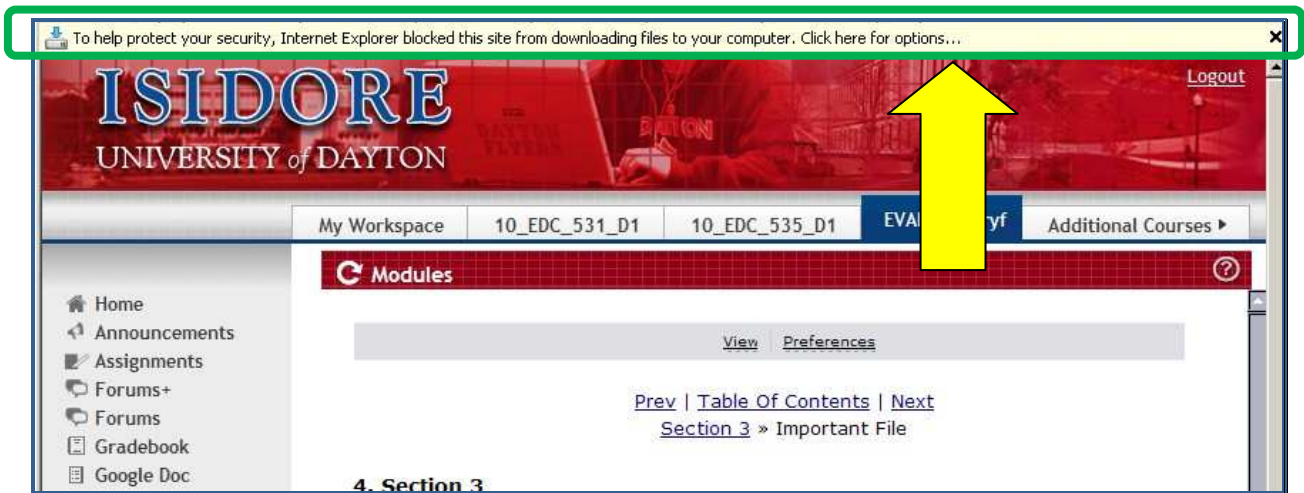 To help protect your security, Internet Explorer blocked this site from downloading files to your computer. Click here for options...
ISIDORE
UNIVERSITY of DAYTON
Logout
My Workspace
10_EDC_531_D1
10_EDC_535_D1
Additional Courses
Modules
Home
Announcements
Assignments
Forums+
Forums
Gradebook
Google Doc
View Preferences
Prev | Table Of Contents | Next
Section 3 » Important File
4. Section 3